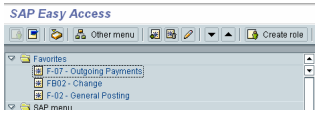 SAP Easy Access
Other menu
Create role
Favorites
F-07 - Outgoing Payments
FB02 - Change
F-02 - General Posting
SAP menu